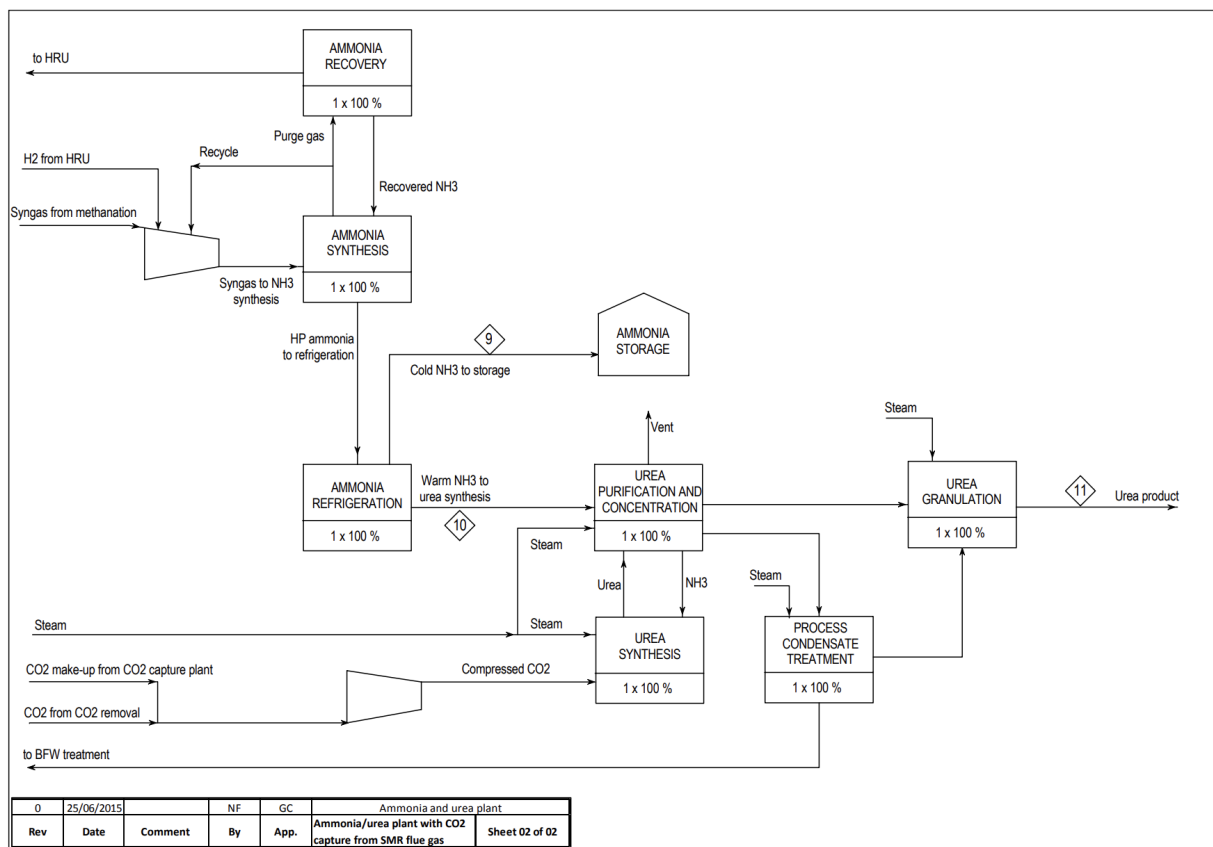 AMMONIA
RECOVERY
1 x 100 %
to HRU
Purge gas
Recycle
H2 from HRU
Recovered NH3
Syngas from methanation
AMMONIA
SYNTHESIS
1 x 100 %
Syngas to NH3
synthesis
HP ammonia
to refrigeration
9
Cold NH3 to storage
AMMONIA
STORAGE
Vent
Steam
AMMONIA
REFRIGERATION
1 x 100 %
Warm NH3 to
urea synthesis
10
UREA
PURIFICATION AND
CONCENTRATION
1 x 100 %
UREA
GRANULATION
1 x 100 %
11
Urea product
Steam
Urea
NH3
Steam
Steam
Steam
UREA
SYNTHESIS
1 x 100 %
PROCESS
CONDENSATE
TREATMENT
1 x 100 %
CO2 make-up from CO2 capture plant
Compressed CO2
CO2 from CO2 removal
to BFW treatment
0 25/06/2015 NF GC Ammonia and urea plant
Rev Date Comment By App. Ammonia/urea plant with CO2
capture from SMR flue gas Sheet 02 of 02